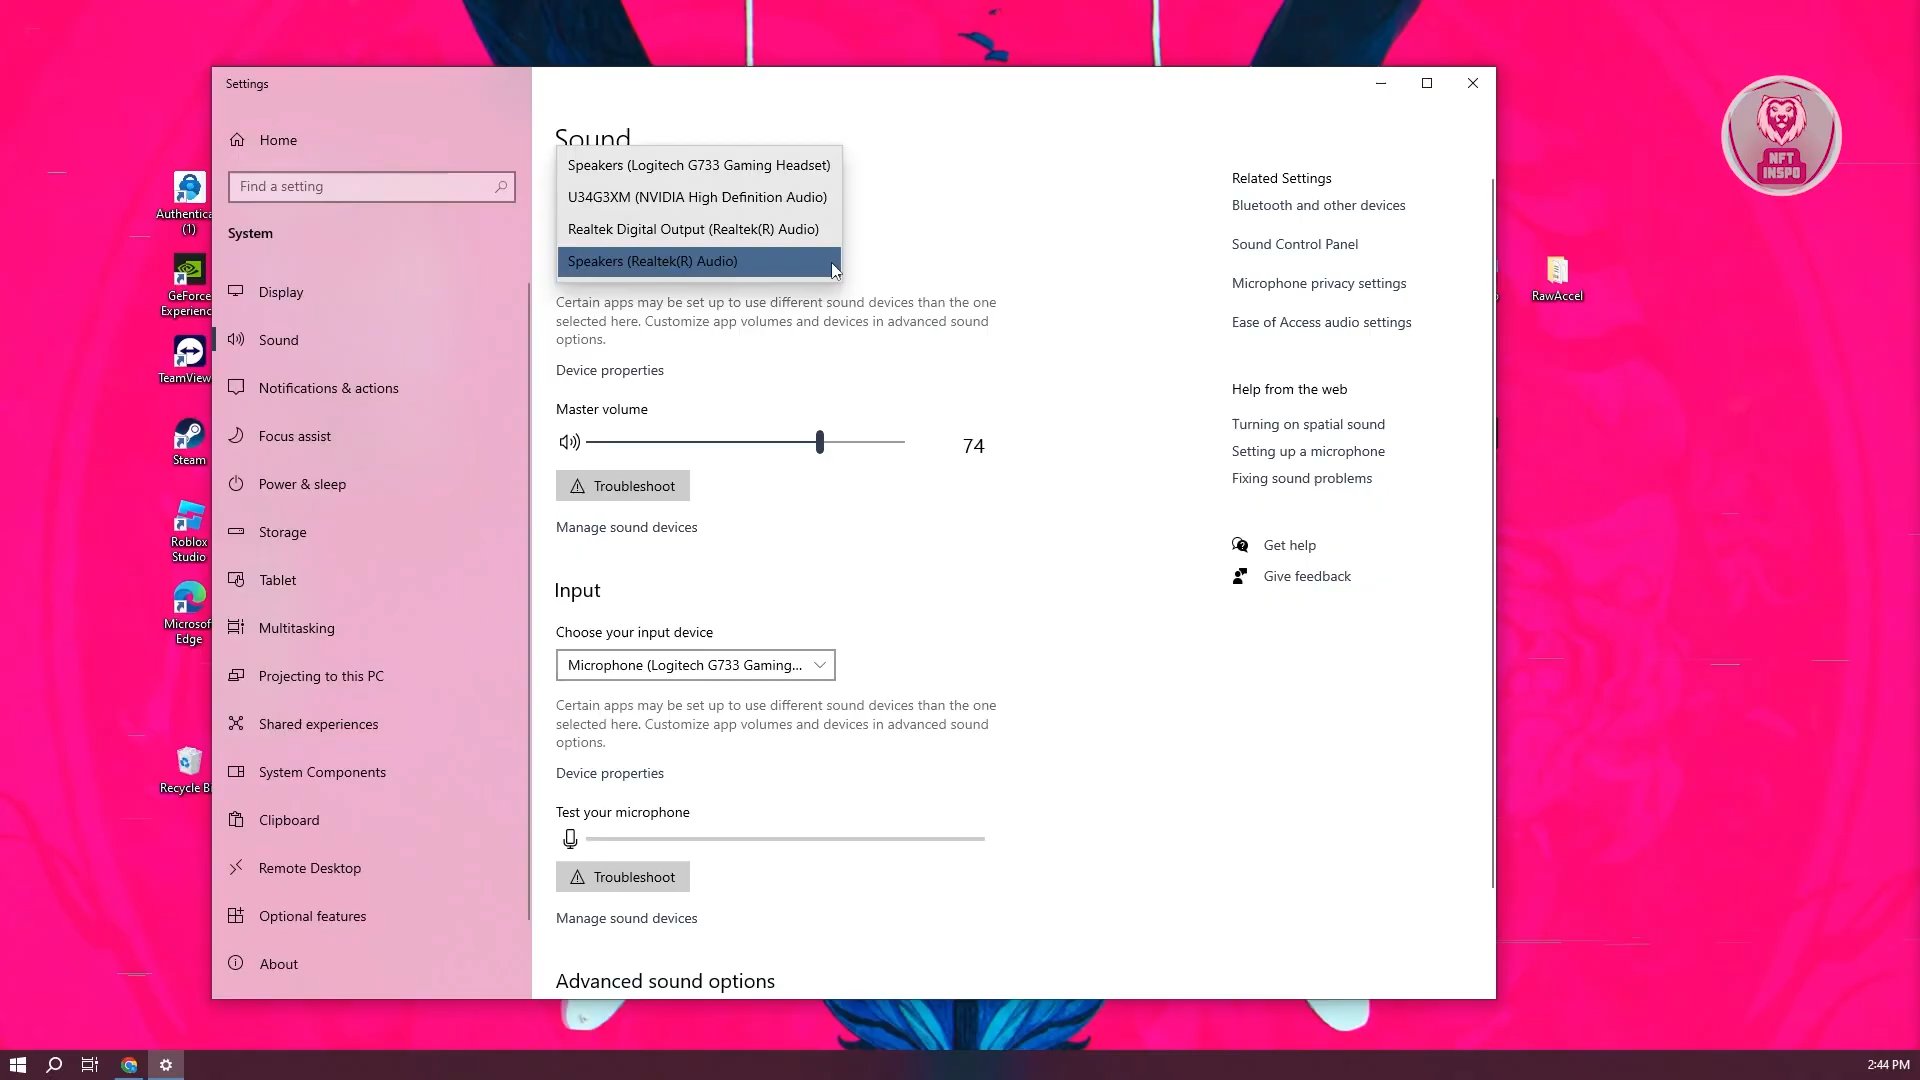 Settings
Home
Find a setting
System
Display
Sound
Notifications & actions
Focus assist
Power & sleep
Storage
Tablet
Multitasking
Projecting to this PC
Shared experiences
System Components
Clipboard
Remote Desktop
Optional features
About
Sound
Speakers (Logitech G733 Gaming Headset)
U34G3XM (NVIDIA High Definition Audio)
Realtek Digital Output (Realtek(R) Audio)
Speakers (Realtek(R) Audio)
Certain apps may be set up to use different sound devices than the one
selected here. Customize app volumes and devices in advanced sound
options.
Device properties
Master volume
74
Troubleshoot
Manage sound devices
Input
Choose your input device
Microphone (Logitech G733 Gaming...
Certain apps may be set up to use different sound devices than the one
selected here. Customize app volumes and devices in advanced sound
options.
Device properties
Test your microphone
Troubleshoot
Manage sound devices
Advanced sound options
Related Settings
Bluetooth and other devices
Sound Control Panel
Microphone privacy settings
Ease of Access audio settings
Help from the web
Turning on spatial sound
Setting up a microphone
Fixing sound problems
Get help
Give feedback
Authentica
(1)
GeForce
Experienc
TeamView
Steam
Roblox
Studio
Microsof
Edge
Recycle Bi
RawAccel
NFT
INSPO
2:44 PM